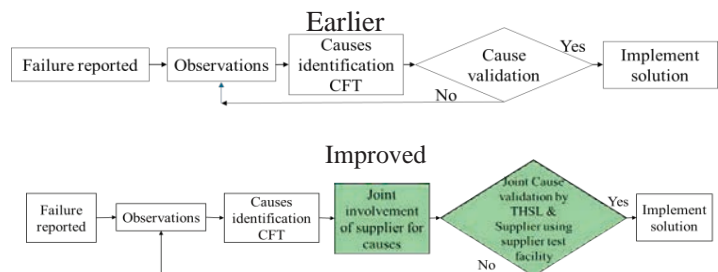 Earlier
Failure reported
Observations
Causes
identification
CFT
Cause
validation
Yes
No
Implement
solution
Improved
Failure
reported
Observations
Causes
identification
CFT
Joint
involvement
of supplier for
causes
Joint Cause
validation by
THSL &
Supplier using
supplier test
facility
Yes
No
Implement
solution